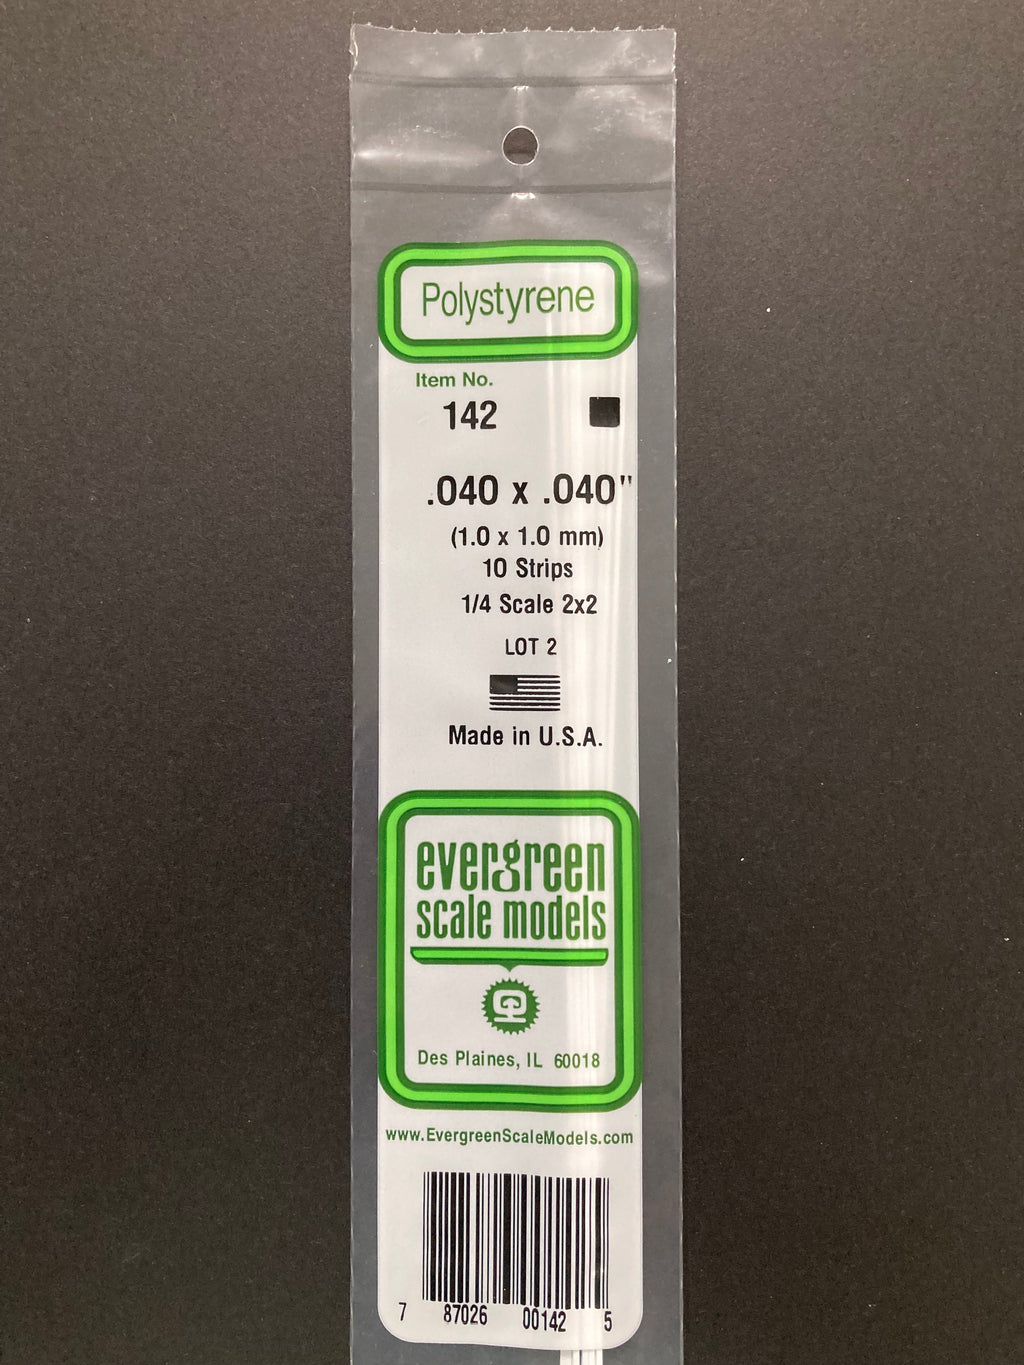 Polystyrene
Item No.
142
.040 x .040"
(1.0 x 1.0 mm)
10 Strips
1/4 Scale 2x2
LOT 2
Made in U.S.A.
evergreen
scale models
Des Plaines, IL 60018
www.EvergreenScaleModels.com
7 87026 00142 5